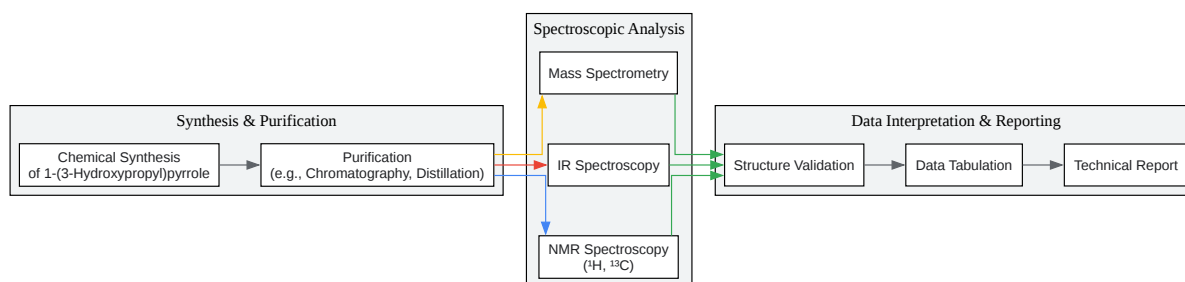 Synthesis & Purification
Chemical Synthesis
of 1-(3-Hydroxypropyl)pyrrole
Purification
(e.g., Chromatography, Distillation)
Spectroscopic Analysis
Mass Spectrometry
IR Spectroscopy
NMR Spectroscopy
(¹H, ¹³C)
Data Interpretation & Reporting
Structure Validation
Data Tabulation
Technical Report